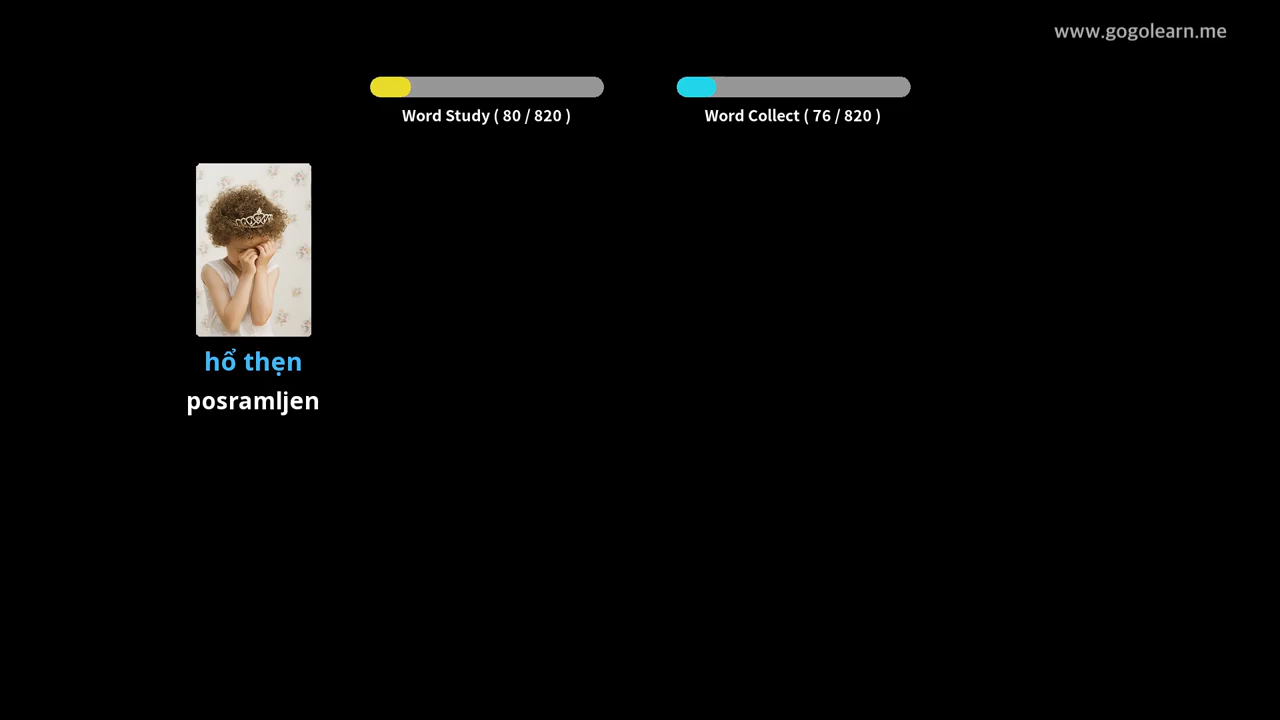 www.gogolearn.me
Word Study ( 80 / 820 )
Word Collect ( 76 / 820 )
hổ thẹn
posramljen